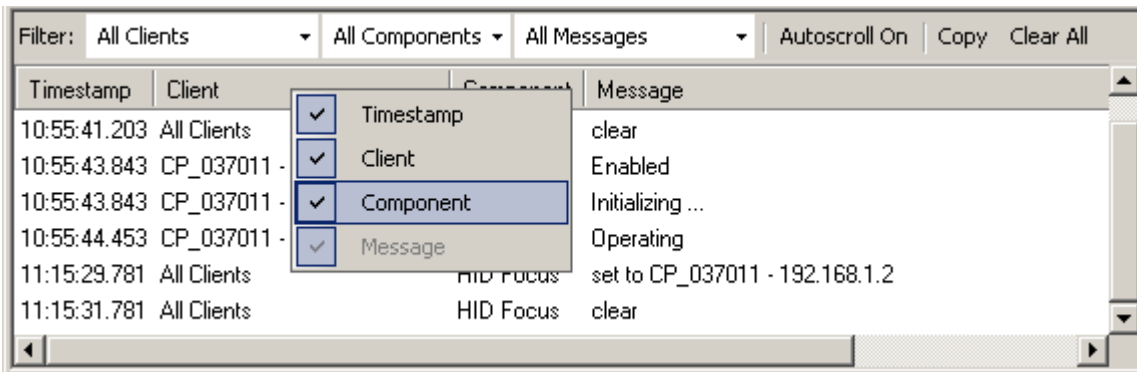 Filter: All Clients All Components All Messages Autoscroll On Copy Clear All
Timestamp Client Component Message
10:55:41.203 All Clients clear
10:55:43.843 CP_037011 - Enabled
10:55:43.843 CP_037011 - Initializing ...
10:55:44.453 CP_037011 - Operating
11:15:29.781 All Clients HID Focus set to CP_037011 - 192.168.1.2
11:15:31.781 All Clients HID Focus clear
Timestamp
Client
Component
Message